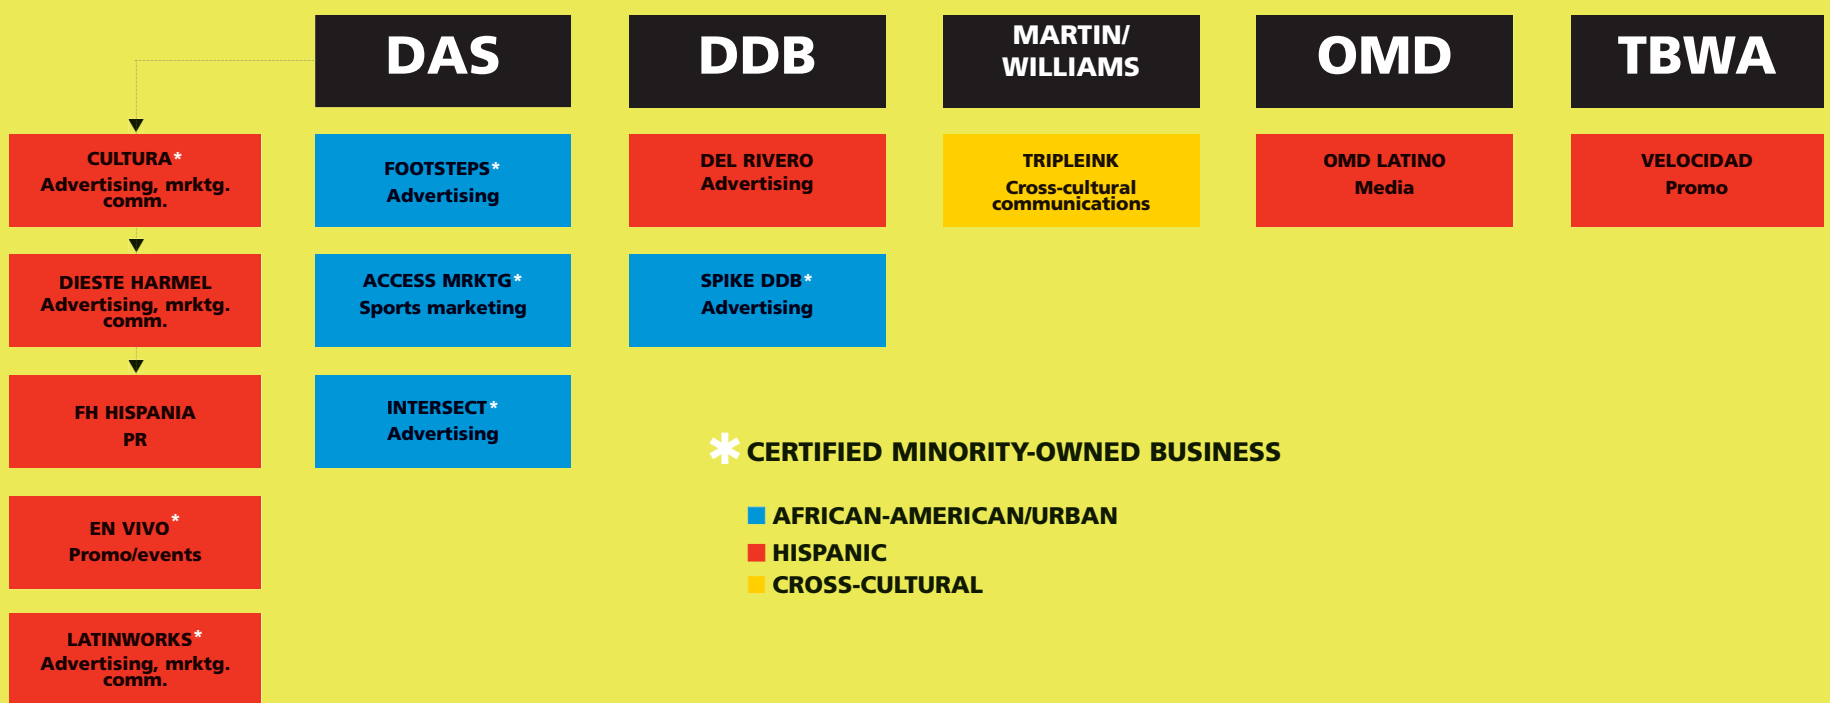 DAS
DDB
MARTIN/
WILLIAMS
OMD
TBWA
CULTURA*
Advertising, mrktg.
comm.
FOOTSTEPS*
Advertising
DEL RIVERO
Advertising
TRIPLEINK
Cross-cultural
communications
OMD LATINO
Media
VELOCIDAD
Promo
DIESTE HARMEL
Advertising, mrktg.
comm.
ACCESS MRKTG*
Sports marketing
SPIKE DDB*
Advertising
FH HISPANIA
PR
INTERSECT*
Advertising
EN VIVO*
Promo/events
LATINWORKS*
Advertising, mrktg.
comm.
* CERTIFIED MINORITY-OWNED BUSINESS
AFRICAN-AMERICAN/URBAN
HISPANIC
CROSS-CULTURAL